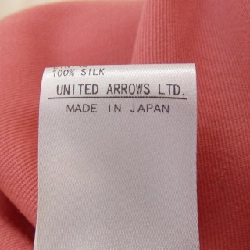 100% SILK
UNITED ARROWS LTD.
MADE IN JAPAN